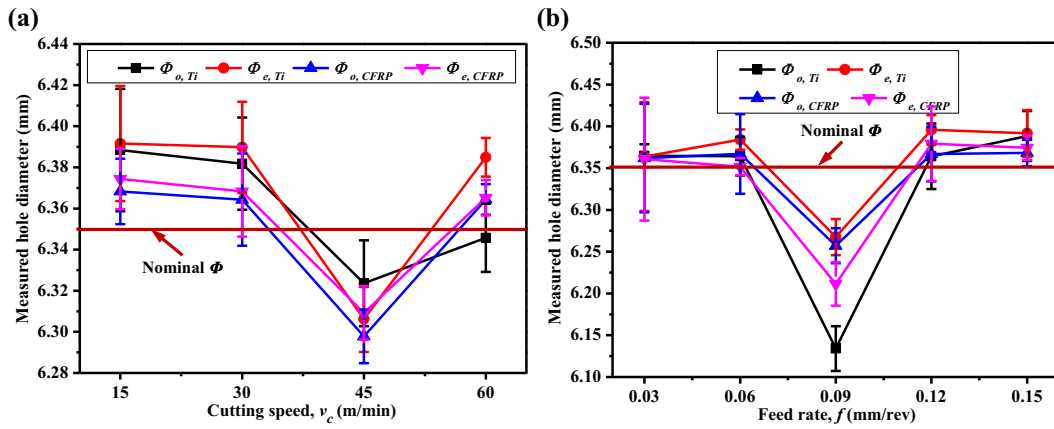 (a)
6.44
6.42
6.40
6.38
6.36
6.34
6.32
6.30
6.28
Measured hole diameter (mm)
Φo, Ti Φe, Ti Φo, CFRP Φe, CFRP
Nominal Φ
15 30 45 60
Cutting speed, vc (m/min)
(b)
6.50
6.45
6.40
6.35
6.30
6.25
6.20
6.15
6.10
Measured hole diameter (mm)
Φo, Ti Φe, Ti
Φo, CFRP Φe, CFRP
Nominal Φ
0.03 0.06 0.09 0.12 0.15
Feed rate, f (mm/rev)